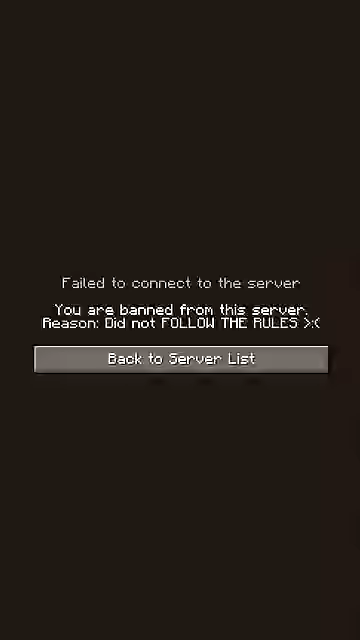 Failed to connect to the server
You are banned from this server.
Reason: Did not FOLLOW THE RULES >:(
Back to Server List